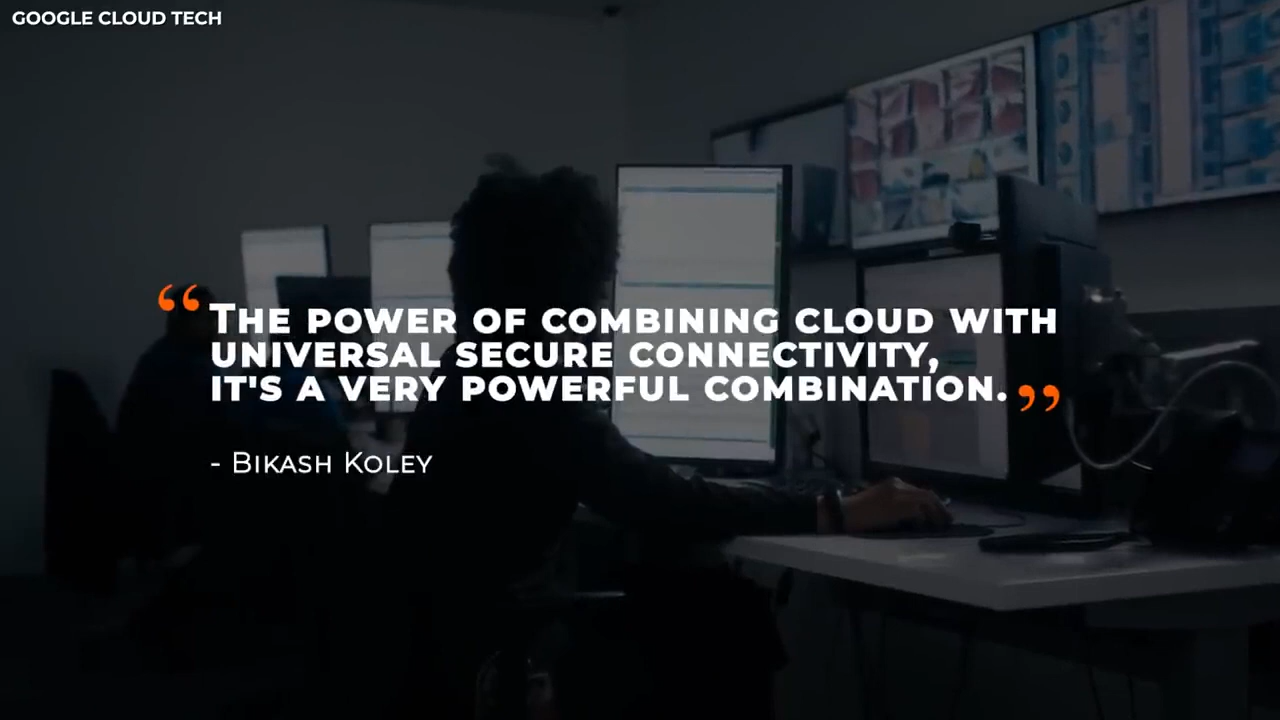 GOOGLE CLOUD TECH
“THE POWER OF COMBINING CLOUD WITH
UNIVERSAL SECURE CONNECTIVITY,
IT'S A VERY POWERFUL COMBINATION.”
- BIKASH KOLEY